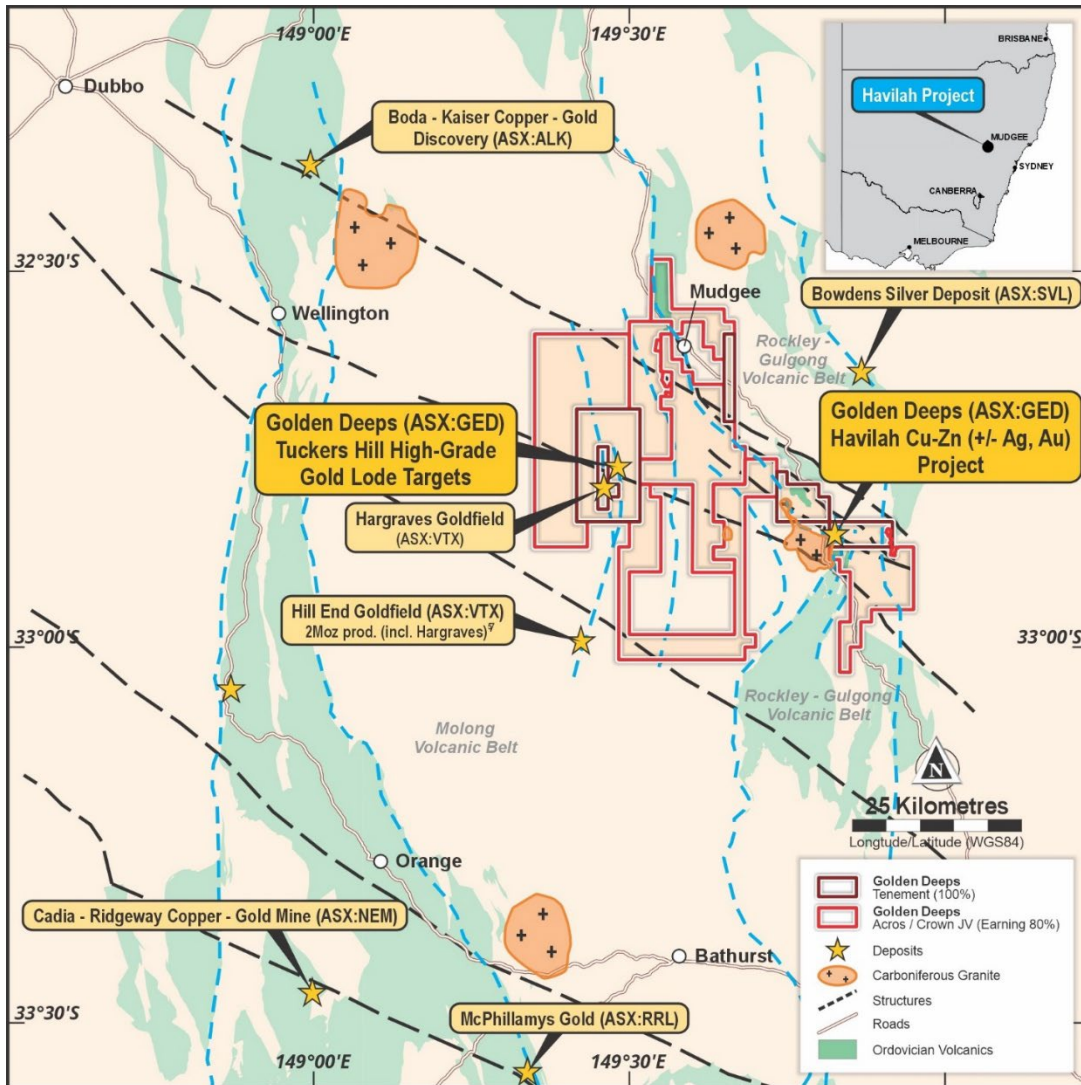 149°00'E
149°30'E
BRISBANE
Havilah Project
MUDGEE
SYDNEY
CANBERRA
MELBOURNE
Dubbo
Boda - Kaiser Copper - Gold
Discovery (ASX:ALK)
32°30'S
Wellington
Mudgee
Bowdens Silver Deposit (ASX:SVL)
Rockley -
Gulgong
Volcanic Belt
Golden Deeps (ASX:GED)
Tuckers Hill High-Grade
Gold Lode Targets
Golden Deeps (ASX:GED)
Havilah Cu-Zn (+/- Ag, Au)
Project
Hargraves Goldfield
(ASX:VTX)
Hill End Goldfield (ASX:VTX)
2Moz prod. (incl. Hargraves)∇
33°00'S
33°00'S
Rockley - Gulgong
Volcanic Belt
Molong
Volcanic Belt
N
25 Kilometres
Longtude/Latitude (WGS84)
Orange
Cadia - Ridgeway Copper - Gold Mine (ASX:NEM)
Bathurst
33°30'S
McPhillamys Gold (ASX:RRL)
149°00'E
149°30'E
Golden Deeps
Tenement (100%)
Golden Deeps
Acros / Crown JV (Earning 80%)
Deposits
Carboniferous Granite
Structures
Roads
Ordovician Volcanics